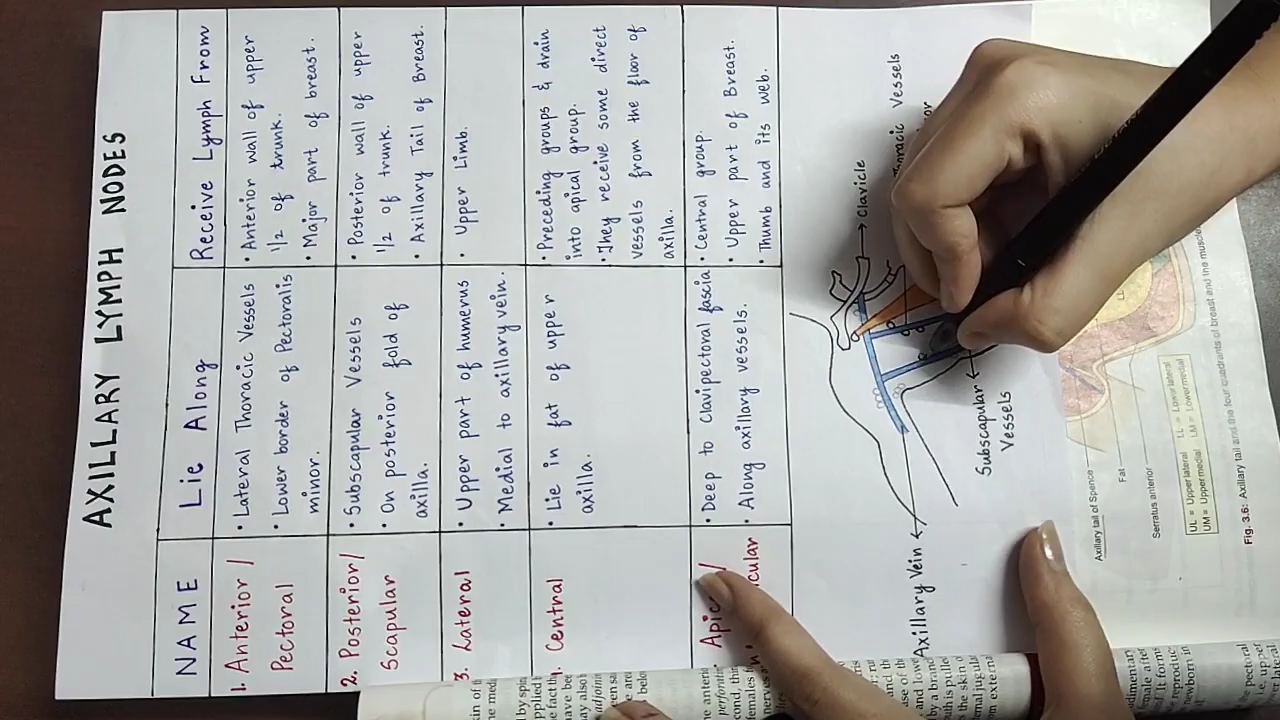 AXILLARY LYMPH NODES
NAME
Lie Along
Receive Lymph From
1. Anterior /
Pectoral
• Lateral Thoracic Vessels
• Lower border of Pectoralis
minor.
• Anterior wall of upper
1/2 of trunk.
• Major part of breast.
2. Posterior/
Scapular
• Subscapular Vessels
• On posterior fold of
axilla.
• Posterior wall of upper
1/2 of trunk.
• Axillary Tail of Breast.
3. Lateral
• Upper part of humerus
• Medial to axillary vein.
• Upper Limb.
Central
• Lie in fat of upper
axilla.
• Preceding groups & drain
into apical group.
• They receive some direct
vessels from the floor of
axilla.
• Deep to Clavipectoral fascia
• Along axillary vessels.
• Central group.
• Upper part of Breast.
• Thumb and its web.
Clavicle
Vessels
Axillary Vein
Subscapular
Vessels
Axillary tail of Spence
Fat
Serratus anterior
UL = Upper lateral LL = Lower lateral
UM = Upper medial LM = Lower medial
Fig. 3.6: Axillary tail and the four quadrants of breast and the muscle